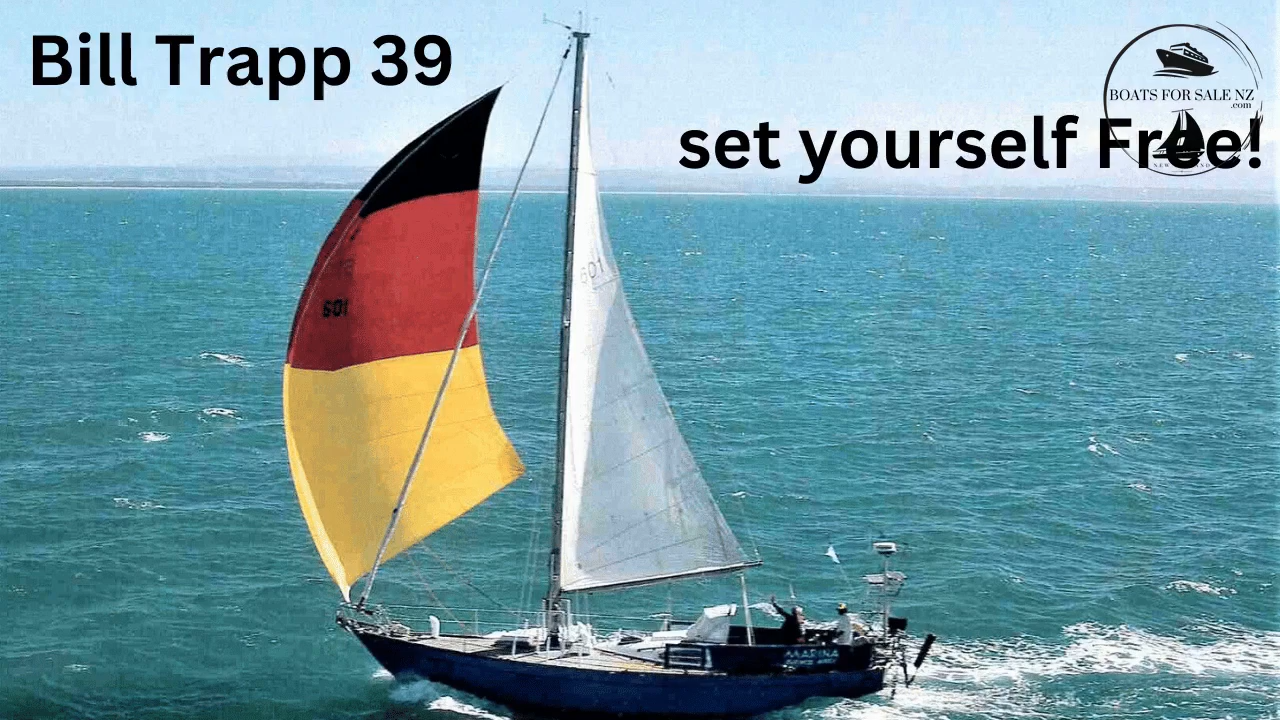 Bill Trapp 39
BOATS FOR SALE NZ
.com
set yourself Free!
601
601
MARINA